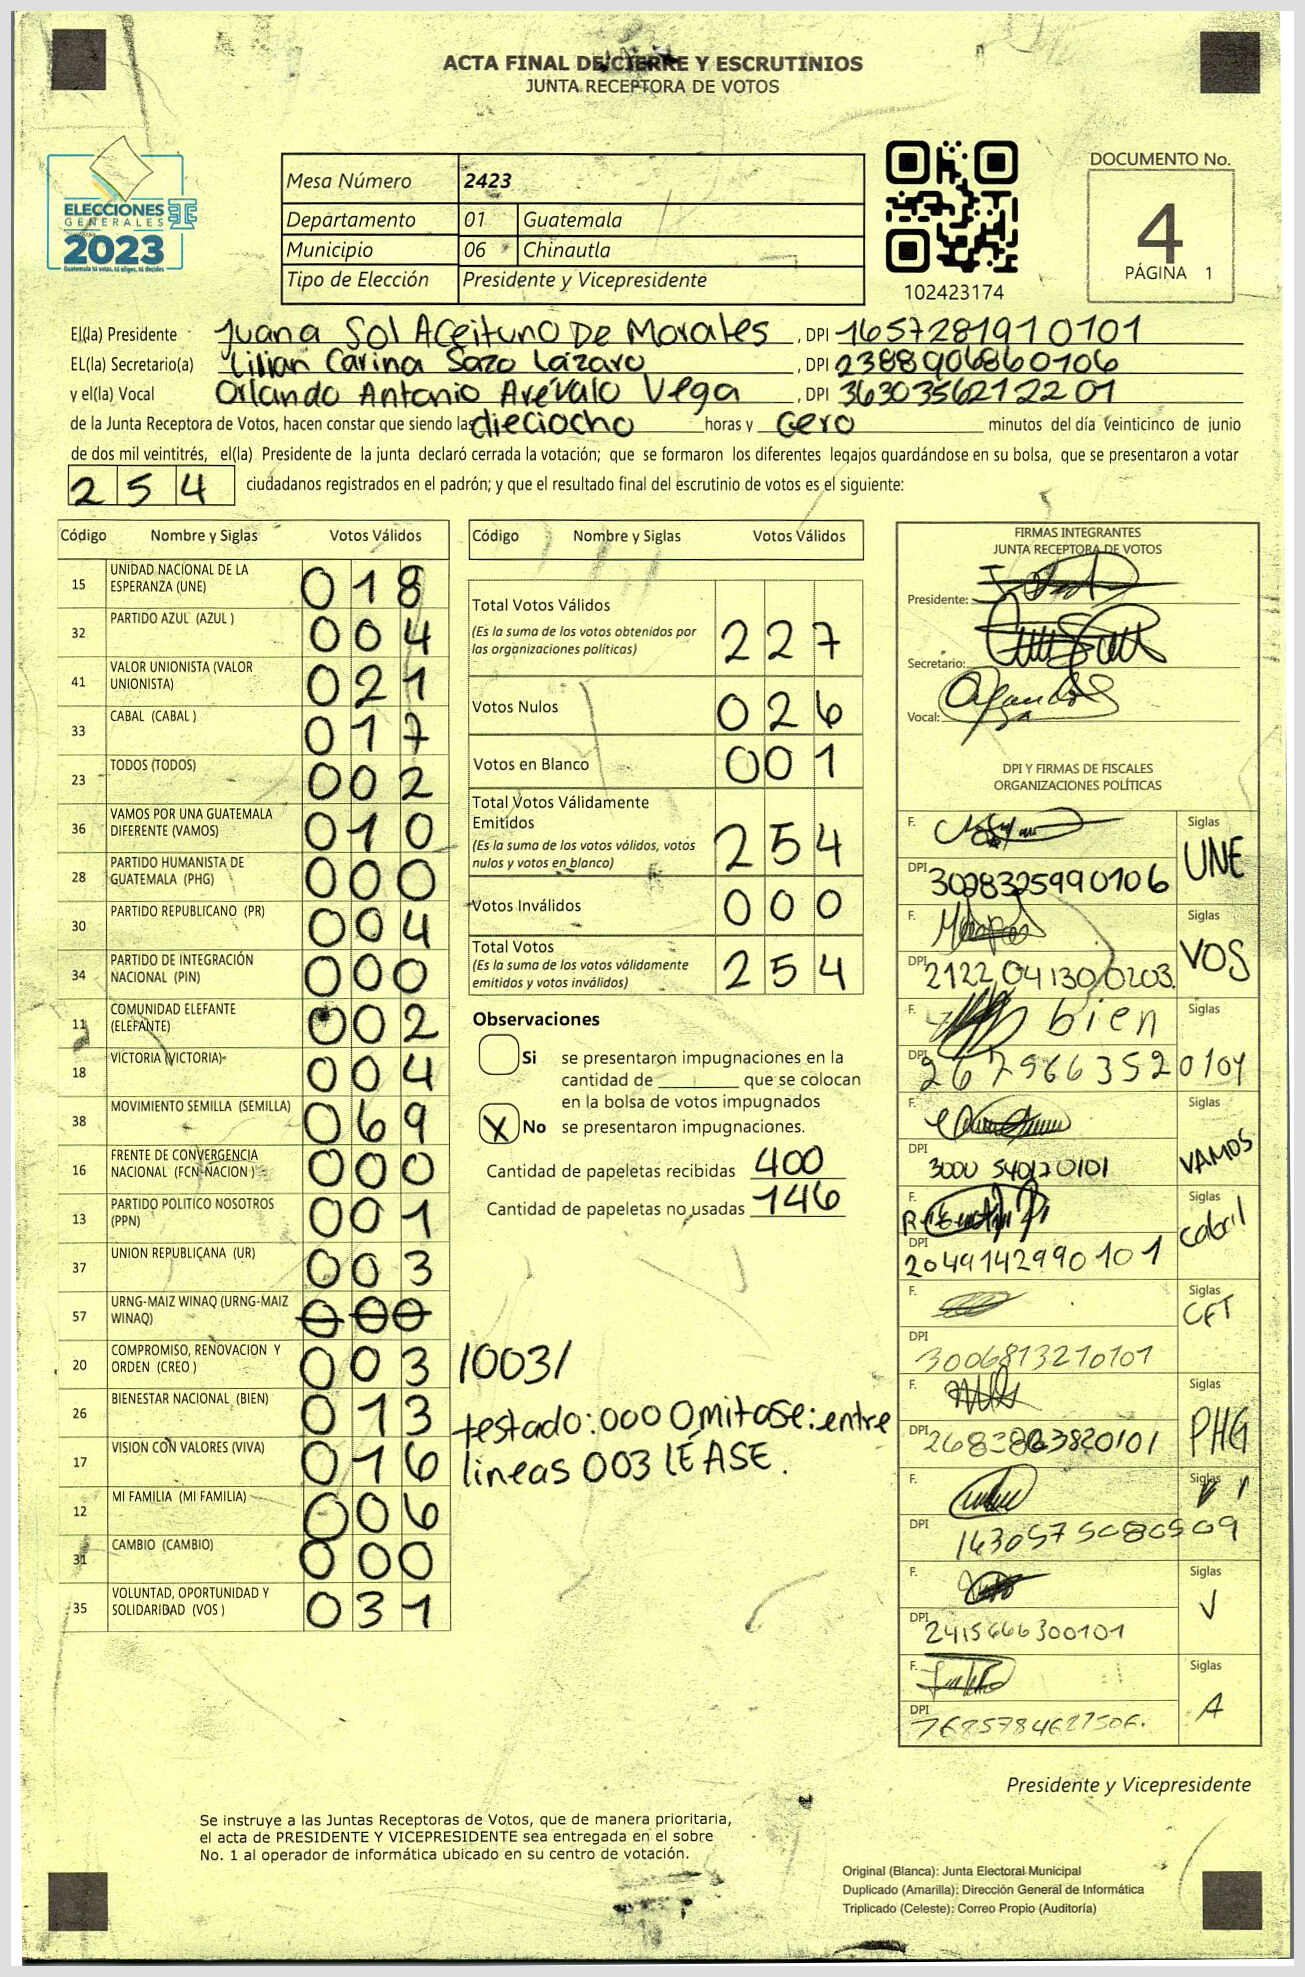 ACTA FINAL DE CIERRE Y ESCRUTINIOS
JUNTA RECEPTORA DE VOTOS
ELECCIONES
GENERALES
2023
Guatemala tú votas, tú eliges, tú decides
Mesa Número 2423
Departamento 01 Guatemala
Municipio 06 Chinautla
Tipo de Elección Presidente y Vicepresidente
102423174
DOCUMENTO No.
4
PÁGINA 1
El(la) Presidente Juana Sol Aceituno De Morales, DPI 1657281910101
EL(la) Secretario(a) Lilian Carina Sazo Lázaro, DPI 2388906860106
y el(la) Vocal Orlando Antonio Arévalo Vega, DPI 3630356212201
de la Junta Receptora de Votos, hacen constar que siendo las dieciocho horas y cero minutos del día veinticinco de junio
de dos mil veintitrés, el(la) Presidente de la junta declaró cerrada la votación; que se formaron los diferentes legajos guardándose en su bolsa, que se presentaron a votar
254 ciudadanos registrados en el padrón; y que el resultado final del escrutinio de votos es el siguiente:
Código Nombre y Siglas Votos Válidos
15 UNIDAD NACIONAL DE LA
ESPERANZA (UNE) 018
32 PARTIDO AZUL (AZUL ) 004
41 VALOR UNIONISTA (VALOR
UNIONISTA) 021
33 CABAL (CABAL ) 017
23 TODOS (TODOS) 002
36 VAMOS POR UNA GUATEMALA
DIFERENTE (VAMOS) 010
28 PARTIDO HUMANISTA DE
GUATEMALA (PHG) 000
30 PARTIDO REPUBLICANO (PR) 004
34 PARTIDO DE INTEGRACIÓN
NACIONAL (PIN) 000
11 COMUNIDAD ELEFANTE
(ELEFANTE) 002
18 VICTORIA (VICTORIA) 004
38 MOVIMIENTO SEMILLA (SEMILLA) 069
16 FRENTE DE CONVERGENCIA
NACIONAL (FCN-NACION ) 000
13 PARTIDO POLITICO NOSOTROS
(PPN) 001
37 UNION REPUBLICANA (UR) 003
57 URNG-MAIZ WINAQ (URNG-MAIZ
WINAQ) 000
20 COMPROMISO, RENOVACION Y
ORDEN (CREO ) 003
26 BIENESTAR NACIONAL (BIEN) 013
17 VISION CON VALORES (VIVA) 016
12 MI FAMILIA (MI FAMILIA) 006
31 CAMBIO (CAMBIO) 000
35 VOLUNTAD, OPORTUNIDAD Y
SOLIDARIDAD (VOS ) 031
Código Nombre y Siglas Votos Válidos
Total Votos Válidos
(Es la suma de los votos obtenidos por
las organizaciones políticas) 227
Votos Nulos 026
Votos en Blanco 001
Total Votos Válidamente
Emitidos
(Es la suma de los votos válidos, votos
nulos y votos en blanco) 254
Votos Inválidos 000
Total Votos
(Es la suma de los votos válidamente
emitidos y votos inválidos) 254
Observaciones
Si se presentaron impugnaciones en la
cantidad de ________ que se colocan
en la bolsa de votos impugnados
X No se presentaron impugnaciones.
Cantidad de papeletas recibidas 400
Cantidad de papeletas no usadas 146
/003/
testado:000 Omitase:entre
lineas 003 LÉASE.
FIRMAS INTEGRANTES
JUNTA RECEPTORA DE VOTOS
Presidente:
Secretario:
Vocal:
DPI Y FIRMAS DE FISCALES
ORGANIZACIONES POLÍTICAS
F. Siglas
UNE
DPI 3028325990106
F. Siglas
VOS
DPI 2122041300203
F. bien Siglas
DPI 2679663520104
F. Siglas
VAMOS
DPI 3000540120101
F. Siglas
cabal
DPI 2049142990101
F. Siglas
CFT
DPI 3006813210101
F. Siglas
PHG
DPI
F. Siglas
DPI 1630575080509
F. Siglas
V
DPI 2415666300101
F. Siglas
A
DPI
Presidente y Vicepresidente
Se instruye a las Juntas Receptoras de Votos, que de manera prioritaria,
el acta de PRESIDENTE Y VICEPRESIDENTE sea entregada en el sobre
No. 1 al operador de informática ubicado en su centro de votación.
Original (Blanca): Junta Electoral Municipal
Duplicado (Amarilla): Dirección General de Informática
Triplicado (Celeste): Correo Propio (Auditoría)